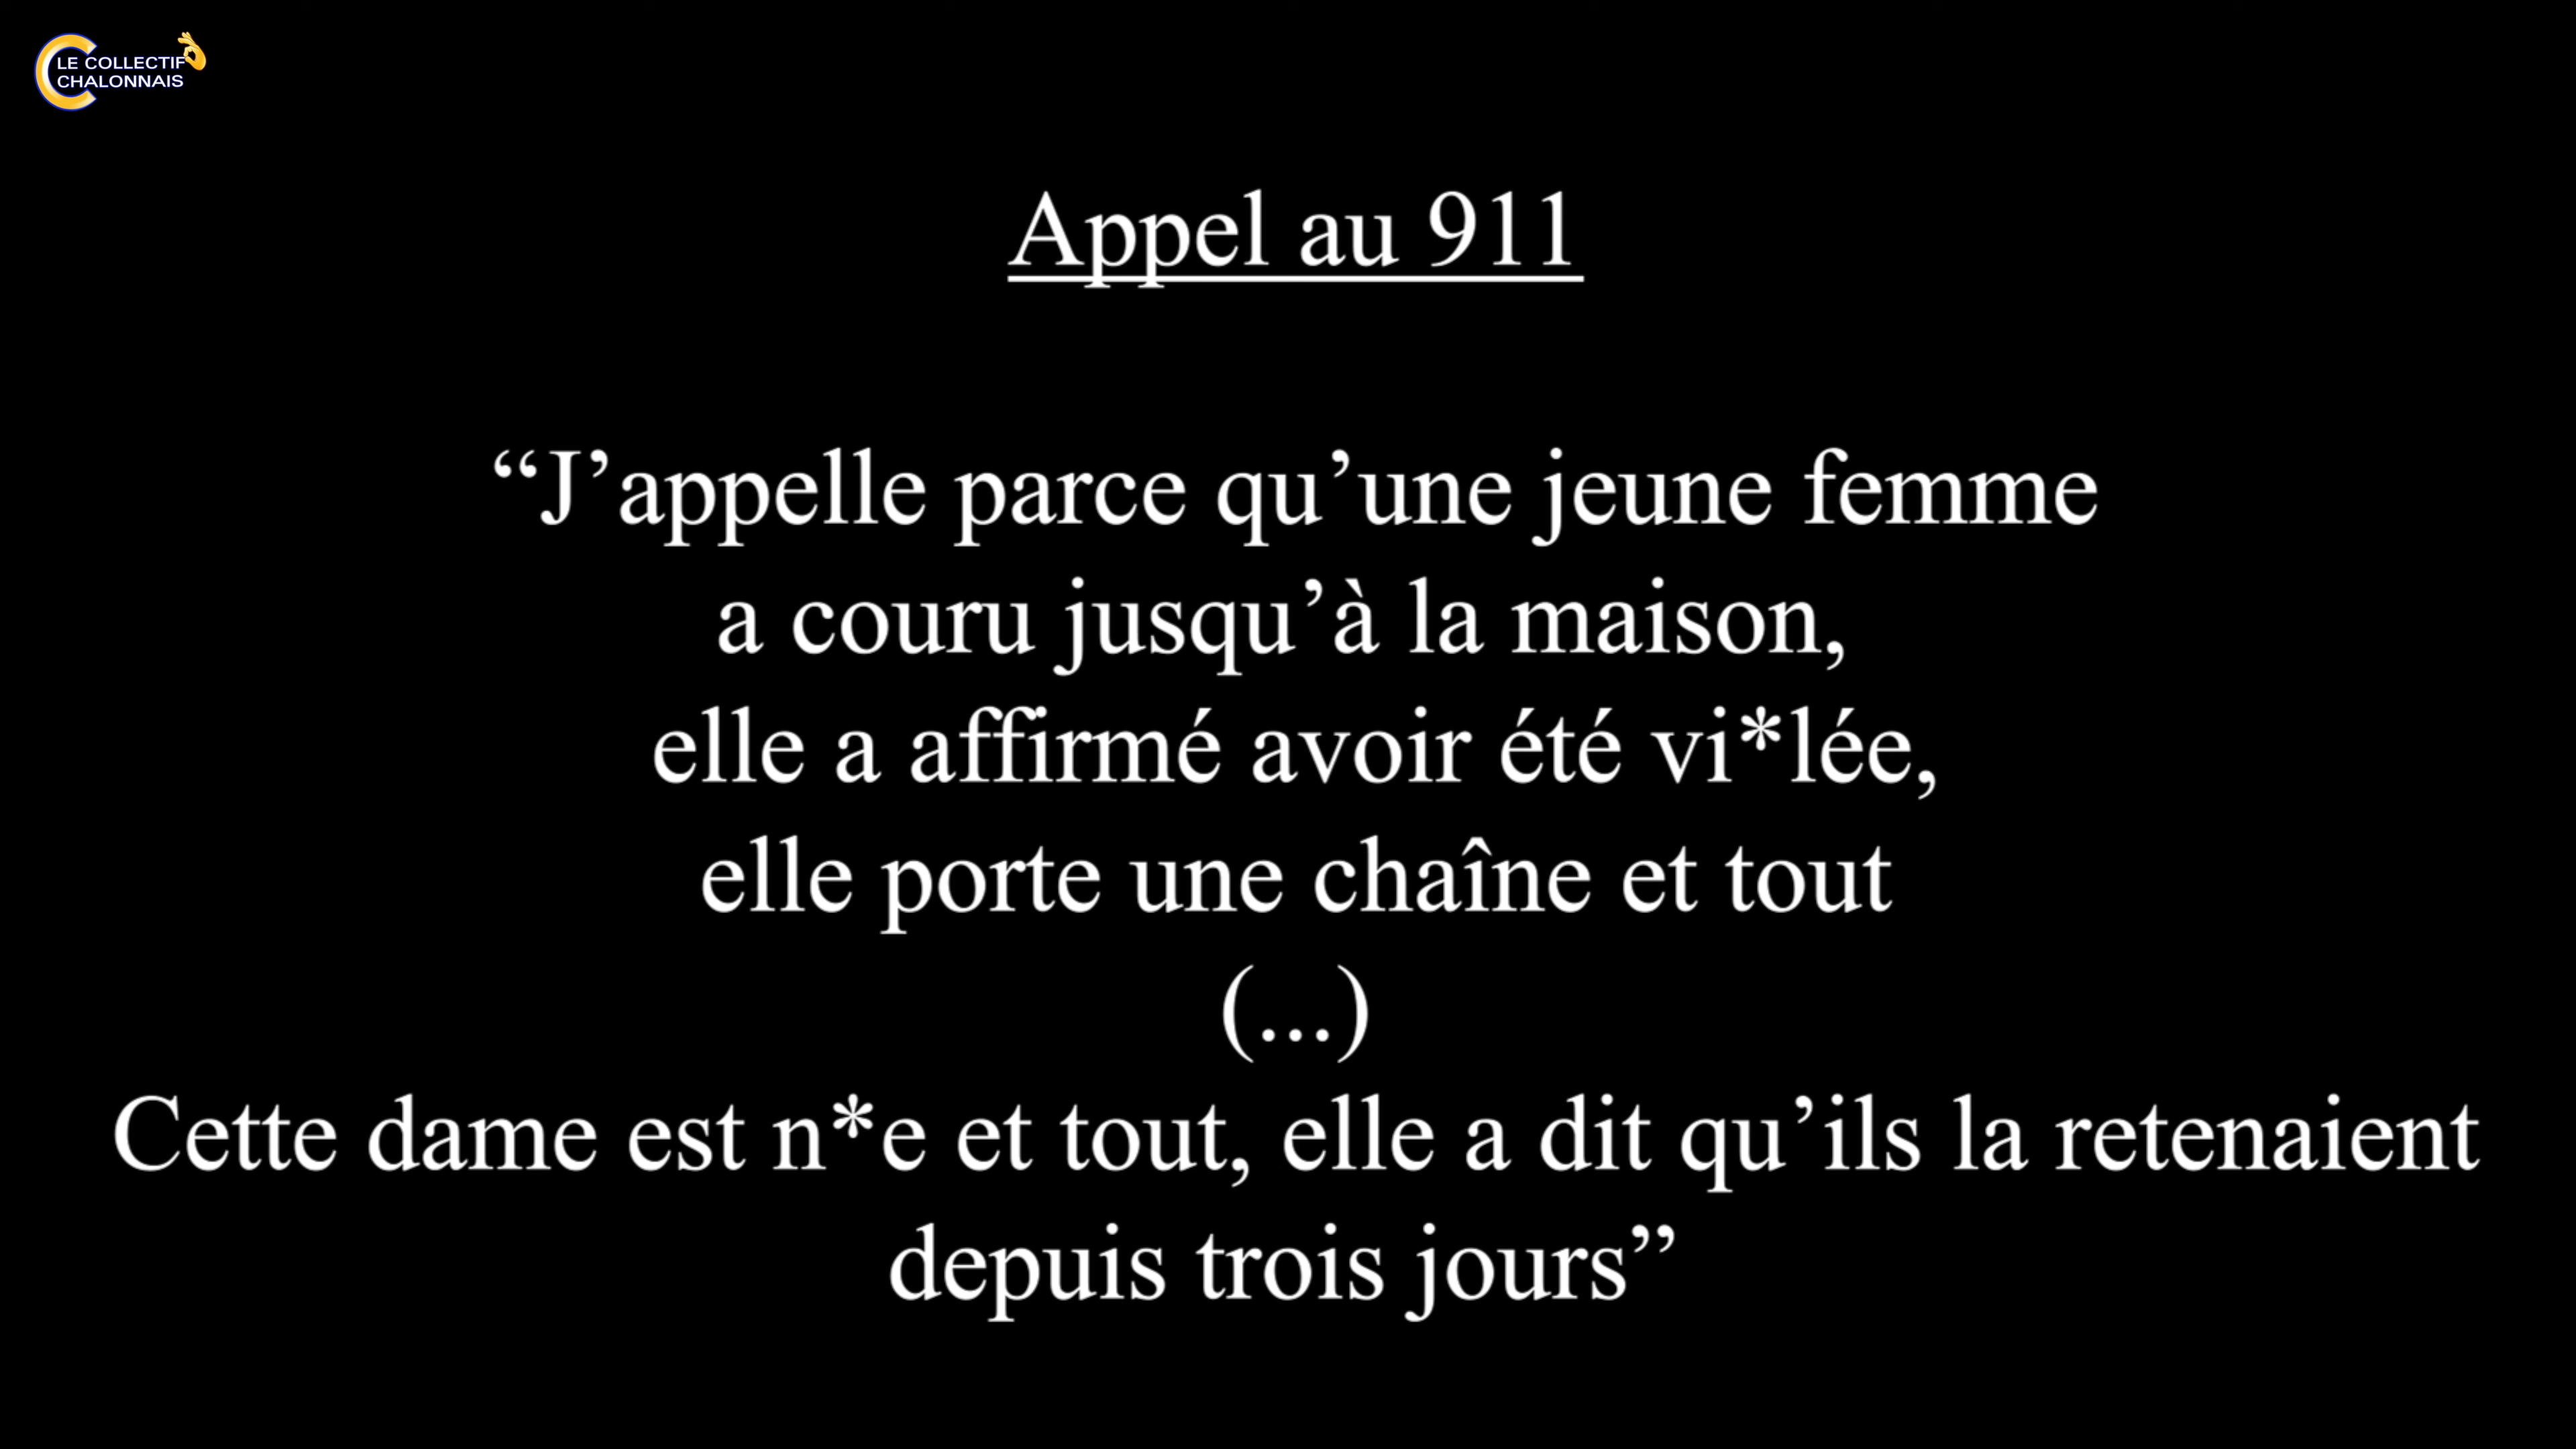 LE COLLECTIF
CHALONNAIS
Appel au 911
“J’appelle parce qu’une jeune femme
a couru jusqu’à la maison,
elle a affirmé avoir été vi*lée,
elle porte une chaîne et tout
(...)
Cette dame est n*e et tout, elle a dit qu’ils la retenaient
depuis trois jours”